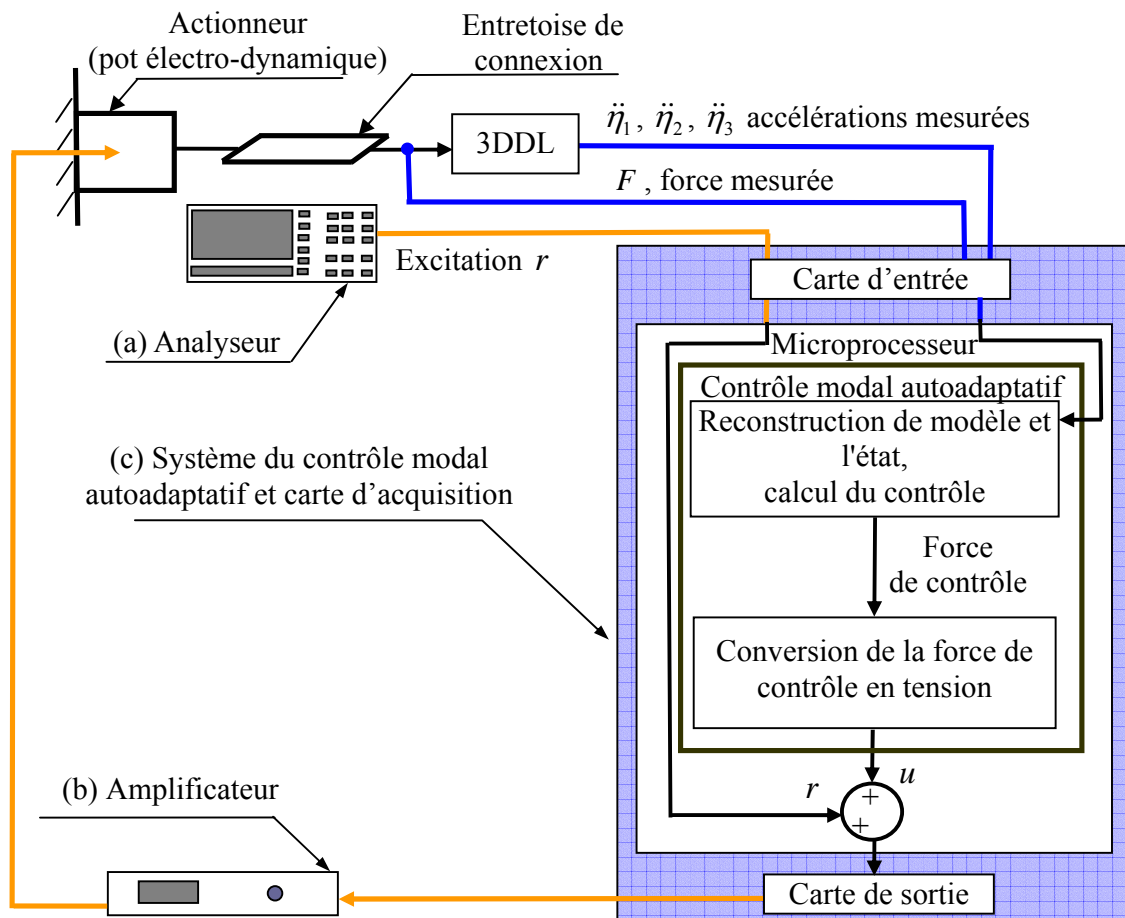 Actionneur
(pot électro-dynamique)
Entretoise de
connexion
3DDL
η̈₁ , η̈₂ , η̈₃ accélérations mesurées
F , force mesurée
Excitation r
(a) Analyseur
Carte d’entrée
Microprocesseur
Contrôle modal autoadaptatif
Reconstruction de modèle et
l'état,
calcul du contrôle
(c) Système du contrôle modal
autoadaptatif et carte d’acquisition
Force
de contrôle
Conversion de la force de
contrôle en tension
u
r
+
+
(b) Amplificateur
Carte de sortie